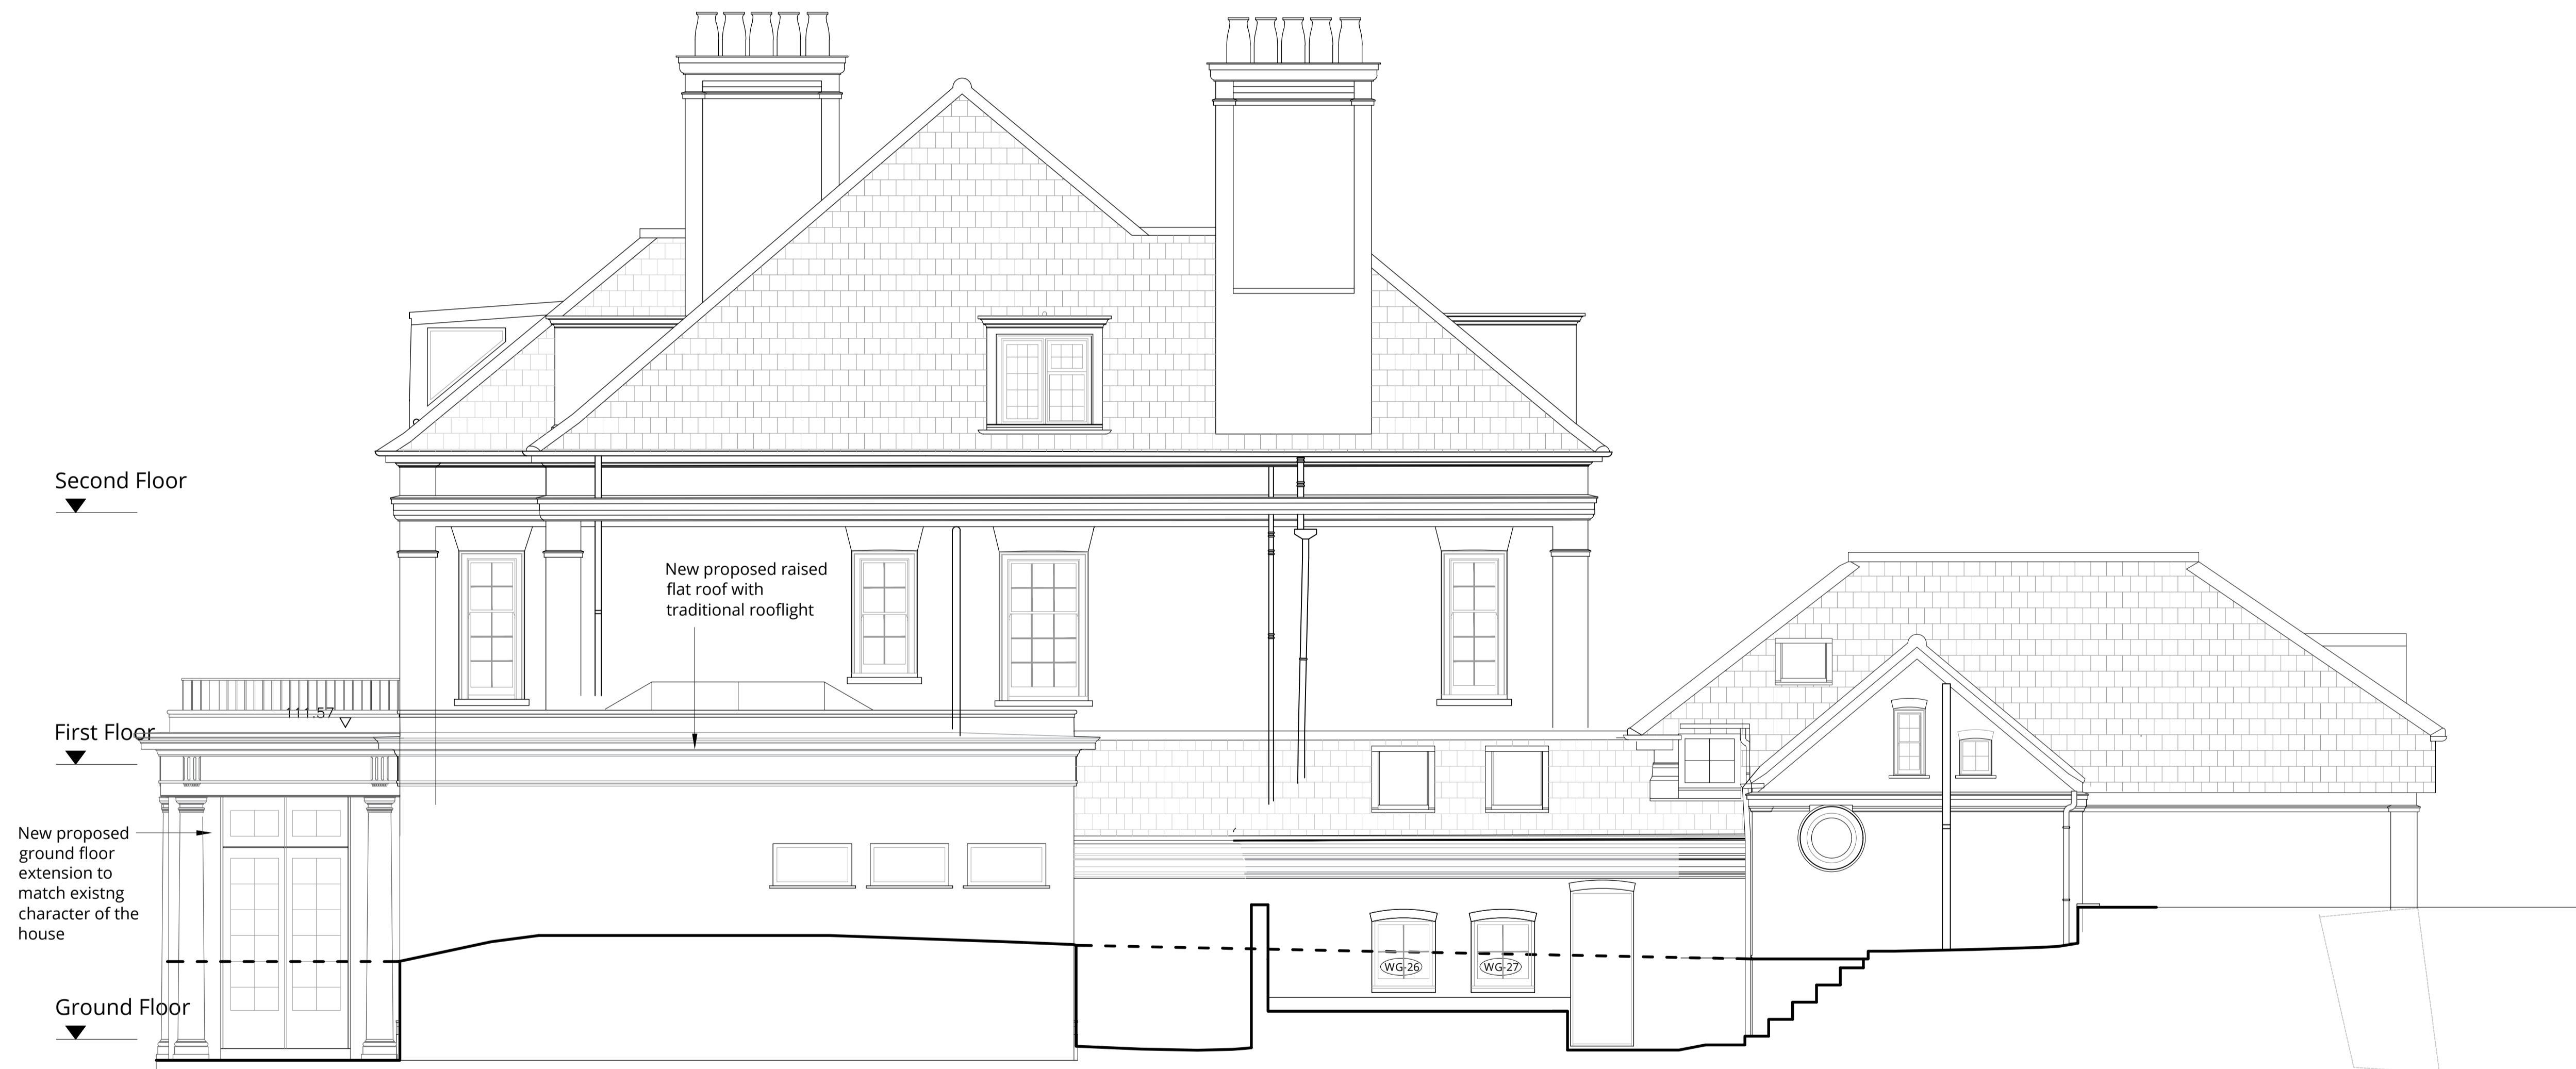 Second Floor
New proposed raised
flat roof with
traditional rooflight
111.57
First Floor
New proposed
ground floor
extension to
match existng
character of the
house
WG-26
WG-27
Ground Floor